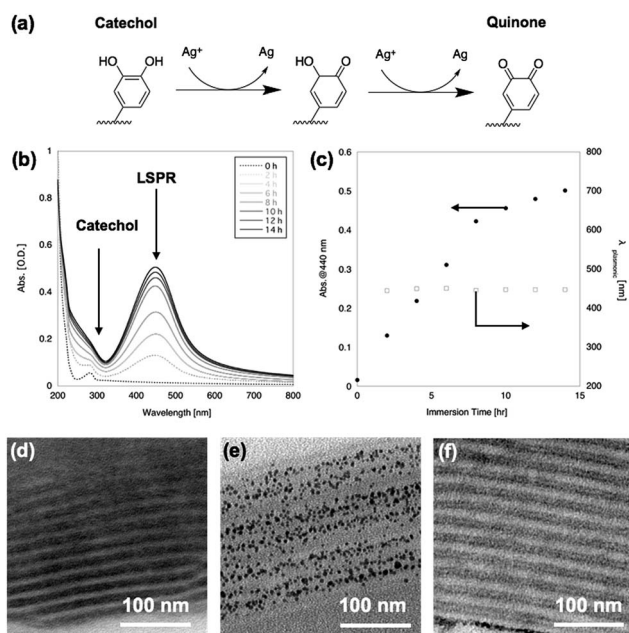 (a)
Catechol
Quinone
HO
OH
Ag⁺
Ag
HO
O
Ag⁺
Ag
O
O
(b)
Abs. [O.D.]
1
0.8
0.6
0.4
0.2
0
200 300 400 500 600 700 800
Wavelength [nm]
Catechol
LSPR
0 h
2 h
4 h
6 h
8 h
10 h
12 h
14 h
(c)
Abs.@440 nm
0.6
0.5
0.4
0.3
0.2
0.1
0
0 5 10 15
Immersion Time [hr]
800
700
600
500
400
300
200
λplasmonic [nm]
(d)
100 nm
(e)
100 nm
(f)
100 nm